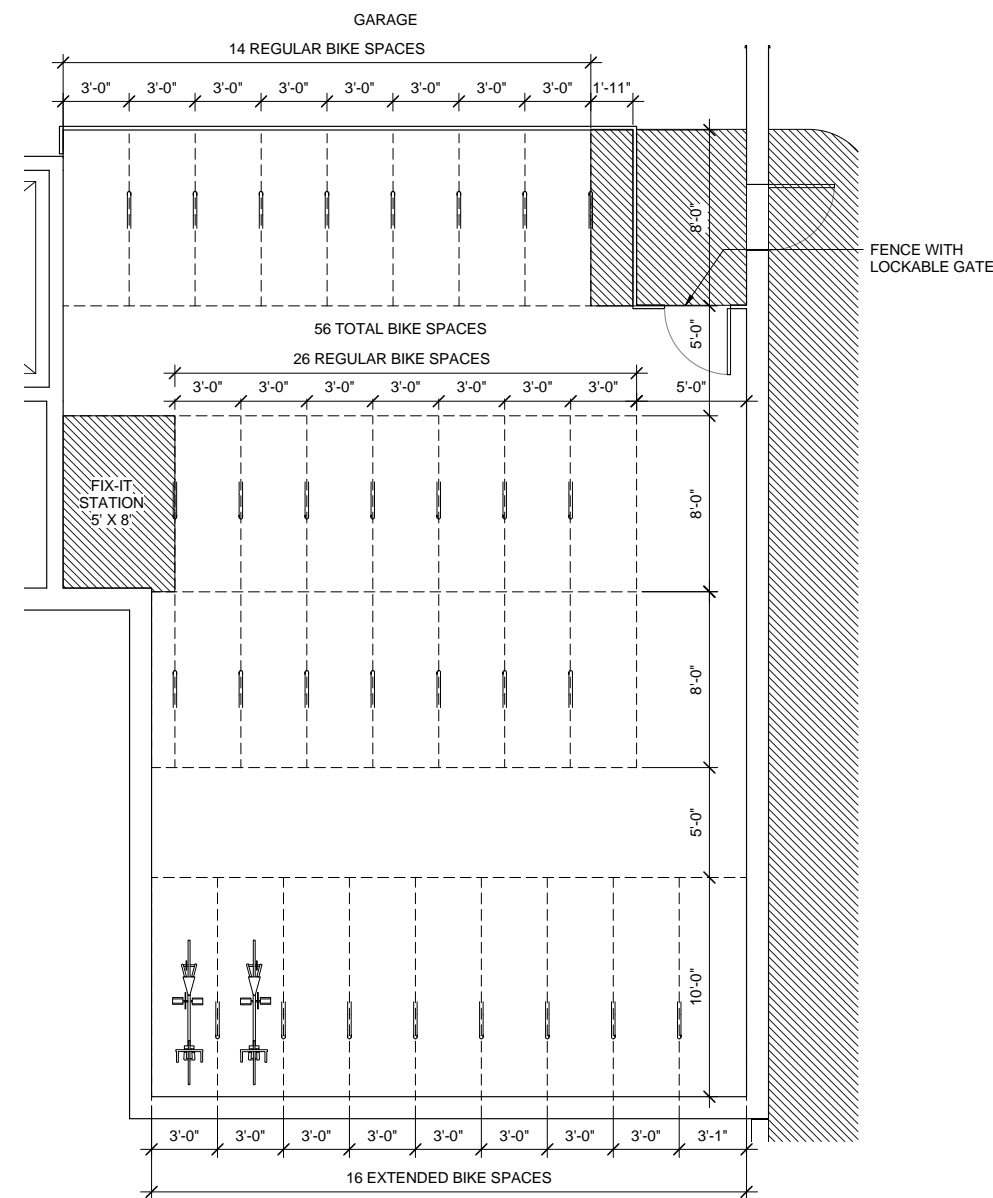 GARAGE
14 REGULAR BIKE SPACES
3'-0" 3'-0" 3'-0" 3'-0" 3'-0" 3'-0" 3'-0" 3'-0" 1'-11"
8'-0"
FENCE WITH
LOCKABLE GATE
56 TOTAL BIKE SPACES
5'-0"
26 REGULAR BIKE SPACES
3'-0" 3'-0" 3'-0" 3'-0" 3'-0" 3'-0" 3'-0" 5'-0"
FIX-IT
STATION
5' X 8'
8'-0"
8'-0"
5'-0"
10'-0"
3'-0" 3'-0" 3'-0" 3'-0" 3'-0" 3'-0" 3'-0" 3'-0" 3'-1"
16 EXTENDED BIKE SPACES